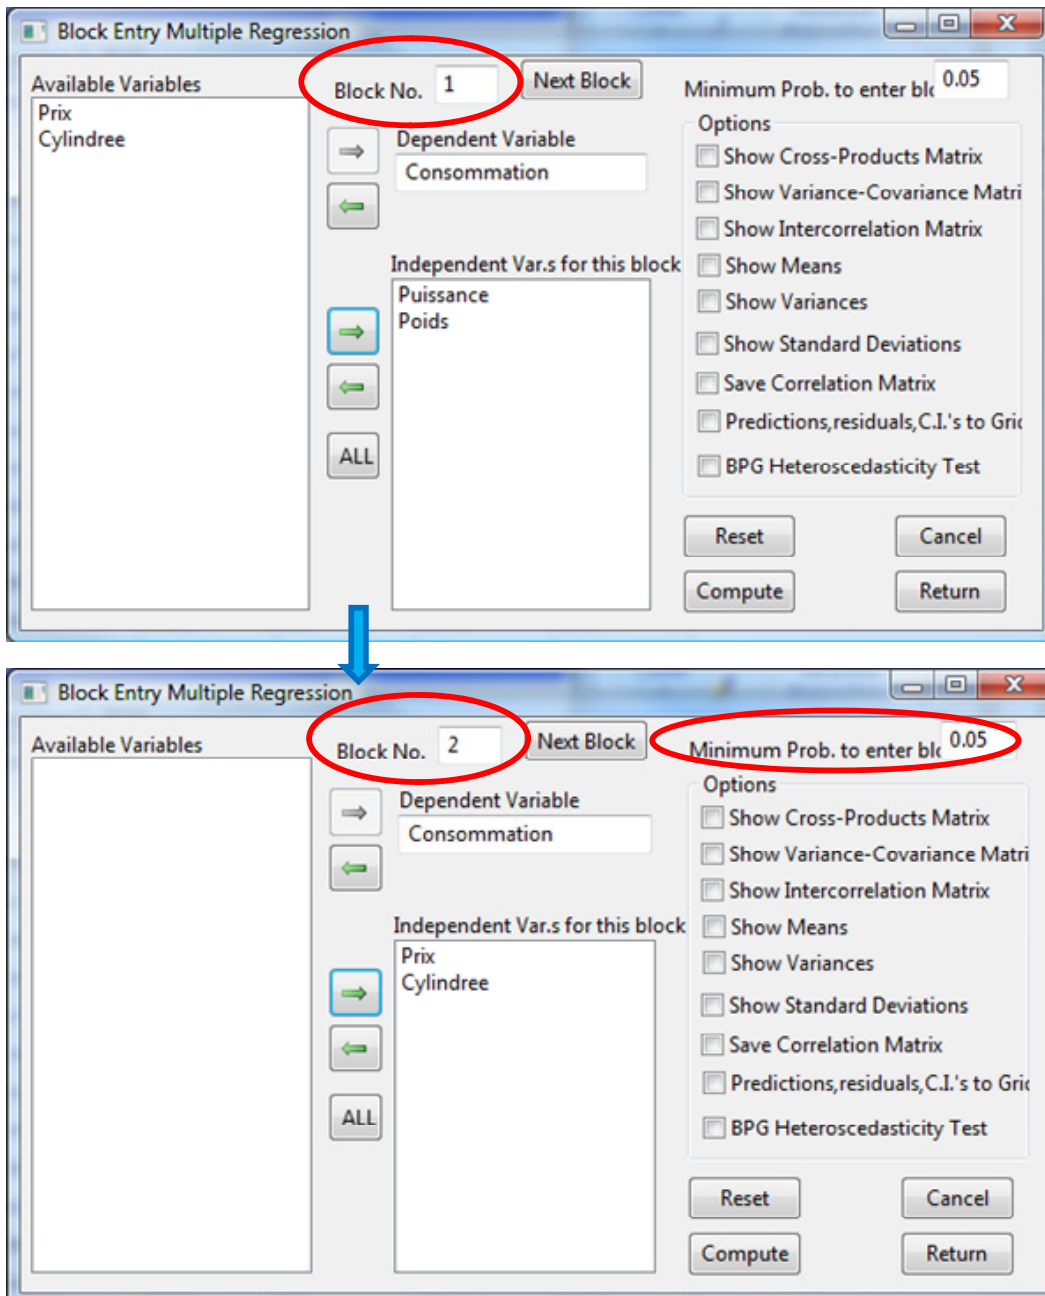 Block Entry Multiple Regression
Available Variables
Prix
Cylindree
Block No. 1 Next Block
Dependent Variable
Consommation
Independent Var.s for this block
Puissance
Poids
ALL
Minimum Prob. to enter blo 0.05
Options
Show Cross-Products Matrix
Show Variance-Covariance Matri
Show Intercorrelation Matrix
Show Means
Show Variances
Show Standard Deviations
Save Correlation Matrix
Predictions,residuals,C.I.'s to Gric
BPG Heteroscedasticity Test
Reset Cancel
Compute Return
Block Entry Multiple Regression
Available Variables
Block No. 2 Next Block
Dependent Variable
Consommation
Independent Var.s for this block
Prix
Cylindree
ALL
Minimum Prob. to enter blo 0.05
Options
Show Cross-Products Matrix
Show Variance-Covariance Matri
Show Intercorrelation Matrix
Show Means
Show Variances
Show Standard Deviations
Save Correlation Matrix
Predictions,residuals,C.I.'s to Gric
BPG Heteroscedasticity Test
Reset Cancel
Compute Return